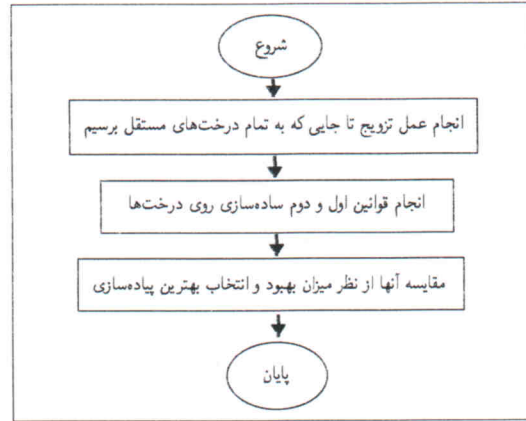 شروع
انجام عمل تزویج تا جایی که به تمام درخت‌های مستقل برسیم
انجام قوانین اول و دوم ساده‌سازی روی درخت‌ها
مقایسه آنها از نظر میزان بهبود و انتخاب بهترین پیاده‌سازی
پایان